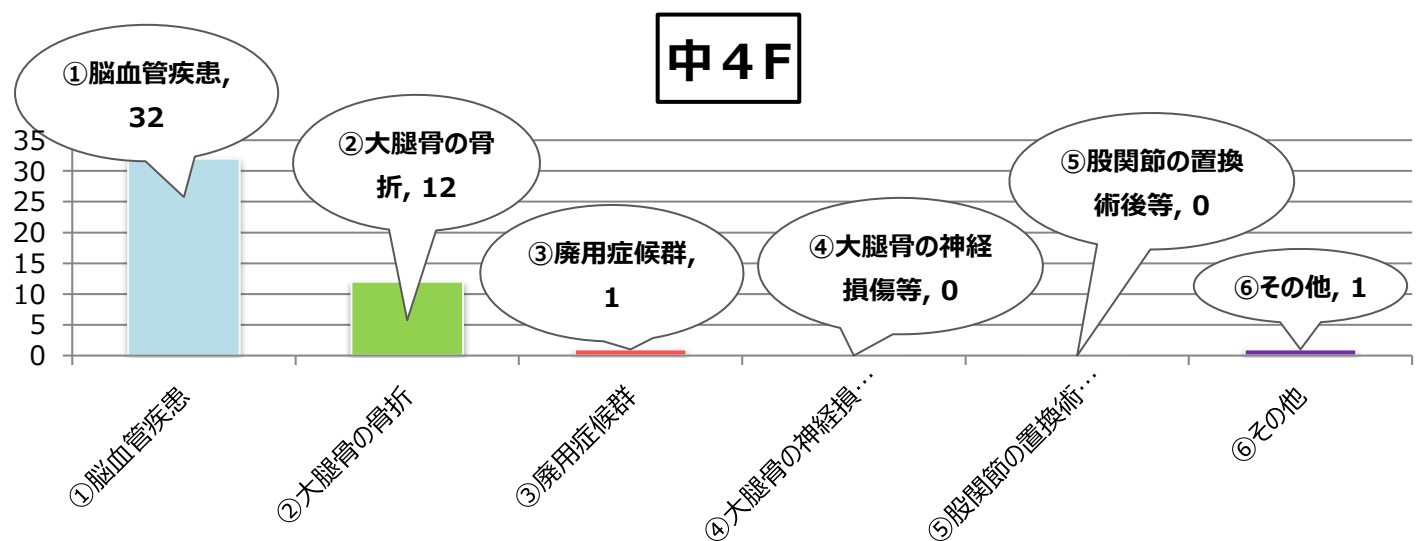 中４F
①脳血管疾患,
32
②大腿骨の骨
折, 12
③廃用症候群,
1
④大腿骨の神経
損傷等, 0
⑤股関節の置換
術後等, 0
⑥その他, 1
35
30
25
20
15
10
5
0
①脳血管疾患
②大腿骨の骨折
③廃用症候群
④大腿骨の神経損…
⑤股関節の置換術…
⑥その他